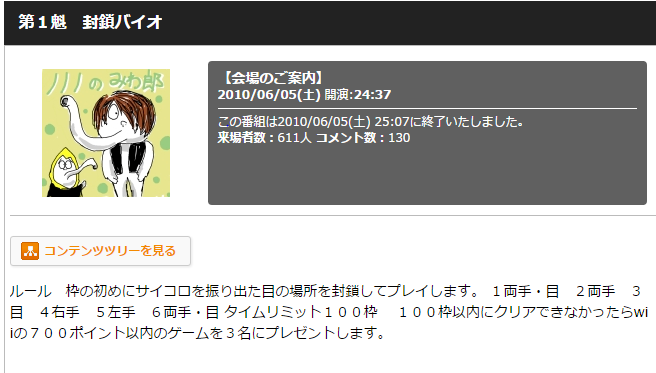 第１魁　封鎖バイオ
ノノノの みわ郎
【会場のご案内】
2010/06/05(土) 開演:24:37
この番組は2010/06/05(土) 25:07に終了いたしました。
来場者数：611人 コメント数：130
コンテンツツリーを見る
ルール　枠の初めにサイコロを振り出た目の場所を封鎖してプレイします。 １両手・目　２両手　３
目　４右手　５左手　６両手・目 タイムリミット１００枠　 １００枠以内にクリアできなかったらwi
iの７００ポイント以内のゲームを３名にプレゼントします。